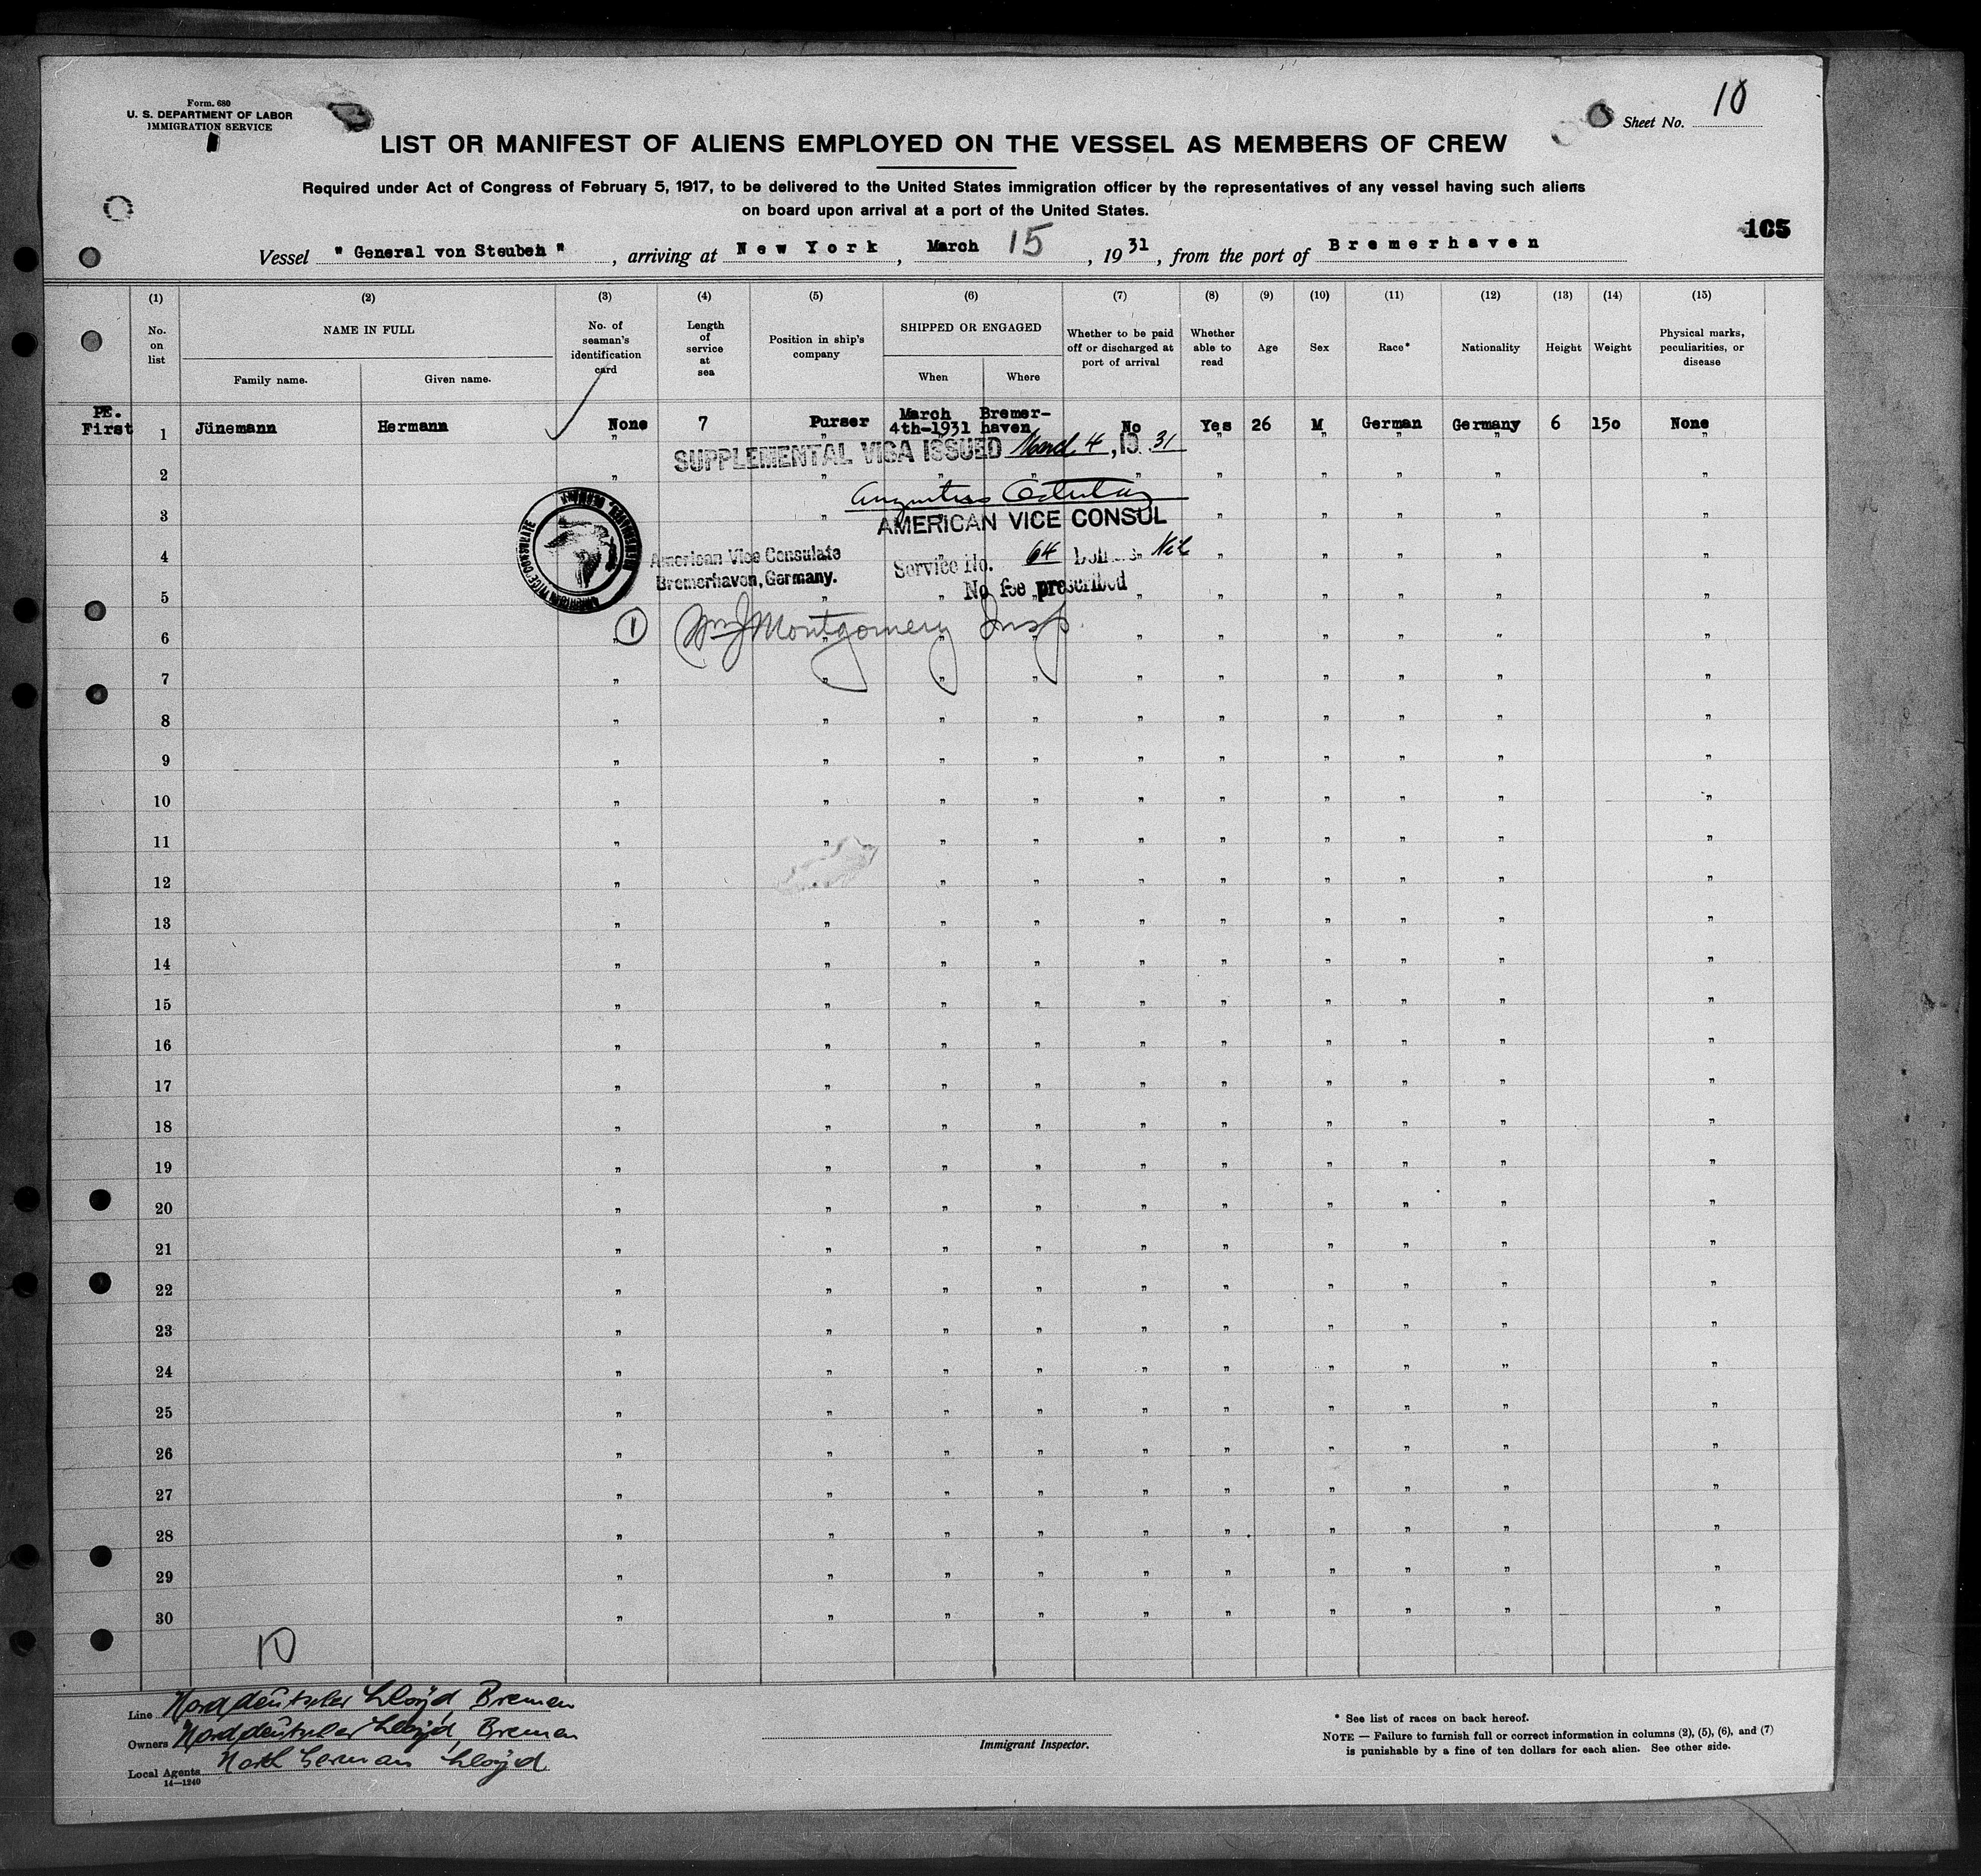 Form. 680
U. S. DEPARTMENT OF LABOR
IMMIGRATION SERVICE
Sheet No. 10
LIST OR MANIFEST OF ALIENS EMPLOYED ON THE VESSEL AS MEMBERS OF CREW
Required under Act of Congress of February 5, 1917, to be delivered to the United States immigration officer by the representatives of any vessel having such aliens
on board upon arrival at a port of the United States.
105
Vessel " General von Steuben ", arriving at New York, March 15, 1931, from the port of Bremerhaven
(1) (2) (3) (4) (5) (6) (7) (8) (9) (10) (11) (12) (13) (14) (15)
No. on list
NAME IN FULL
Family name. Given name.
No. of seaman's identification card
Length of service at sea
Position in ship's company
SHIPPED OR ENGAGED
When Where
Whether to be paid off or discharged at port of arrival
Whether able to read
Age
Sex
Race*
Nationality
Height
Weight
Physical marks, peculiarities, or disease
PE. First 1 Jünemann Hermann None 7 Purser March 4th-1931 Bremerhaven No Yes 26 M German Germany 6 150 None
SUPPLEMENTAL VISA ISSUED March 4, 19 31
2 " " " " " " " " "
3 " " " " " "
AMERICAN VICE CONSUL
AMERICAN VICE CONSULATE
4 " " " " " "
American Vice Consulate
Bremerhaven, Germany.
Service No. 64
No fee prescribed
5 " " " " " " " " "
1 Wm J Montgomery Insp.
6 " " " " " " " " "
7 " " " " " " " " "
8 " " " " " " " " "
9 " " " " " " " " "
10 " " " " " " " " "
11 " " " " " " " " "
12 " " " " " " " "
13 " " " " " " " " "
14 " " " " " " " " "
15 " " " " " " " " "
16 " " " " " " " " "
17 " " " " " " " " "
18 " " " " " " " " "
19 " " " " " " " " "
20 " " " " " " " " "
21 " " " " " " " " "
22 " " " " " " " " "
23 " " " " " " " " "
24 " " " " " " " " "
25 " " " " " " " " "
26 " " " " " " " " "
27 " " " " " " " " "
28 " " " " " " " " "
29 " " " " " " " " "
30 " " " " " " " " "
10
Line Norddeutscher Lloyd, Bremen
Owners Norddeutscher Lloyd, Bremen
Local Agents North German Lloyd
14—1240
Immigrant Inspector.
* See list of races on back hereof.
NOTE — Failure to furnish full or correct information in columns (2), (5), (6), and (7)
is punishable by a fine of ten dollars for each alien. See other side.